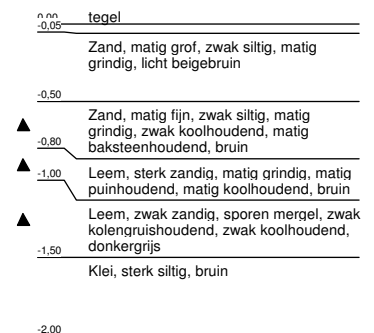 0,00 tegel
-0,05
Zand, matig grof, zwak siltig, matig
grindig, licht beigebruin
-0,50
Zand, matig fijn, zwak siltig, matig
grindig, zwak koolhoudend, matig
baksteenhoudend, bruin
-0,80
Leem, sterk zandig, matig grindig, matig
puinhoudend, matig koolhoudend, bruin
-1,00
Leem, zwak zandig, sporen mergel, zwak
kolengruishoudend, zwak koolhoudend,
donkergrijs
-1,50
Klei, sterk siltig, bruin
-2,00